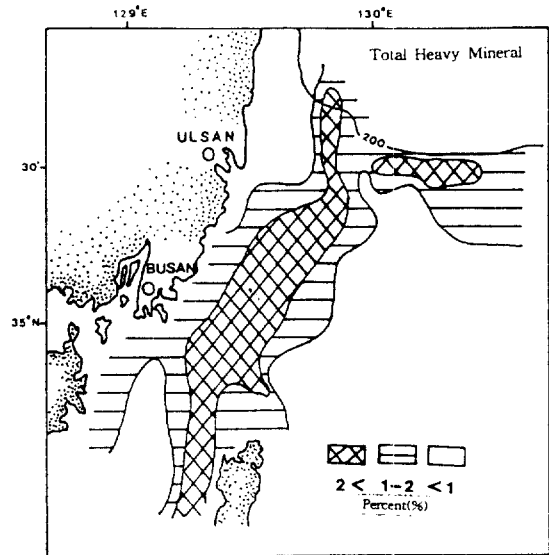 129°E 130°E
Total Heavy Mineral
200
ULSAN
30'
BUSAN
35°N
2 < 1-2 < 1
Percent(%)